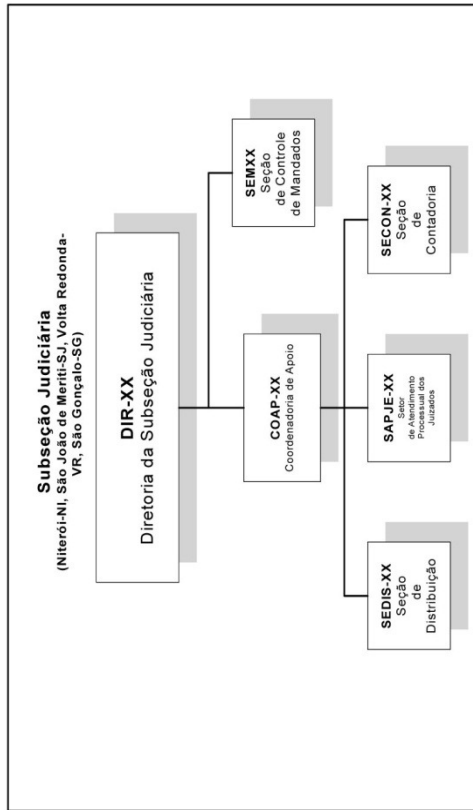 Subseção Judiciária
(Niterói-NI, São João de Meriti-SJ, Volta Redonda-
VR, São Gonçalo-SG)
DIR-XX
Diretoria da Subseção Judiciária
SEMXX
Seção
de Controle
de Mandados
COAP-XX
Coordenadoria de Apoio
SEDIS-XX
Seção
de
Distribuição
SAPJE-XX
Setor
de Atendimento
Processual dos
Juizados
SECON-XX
Seção
de
Contadoria